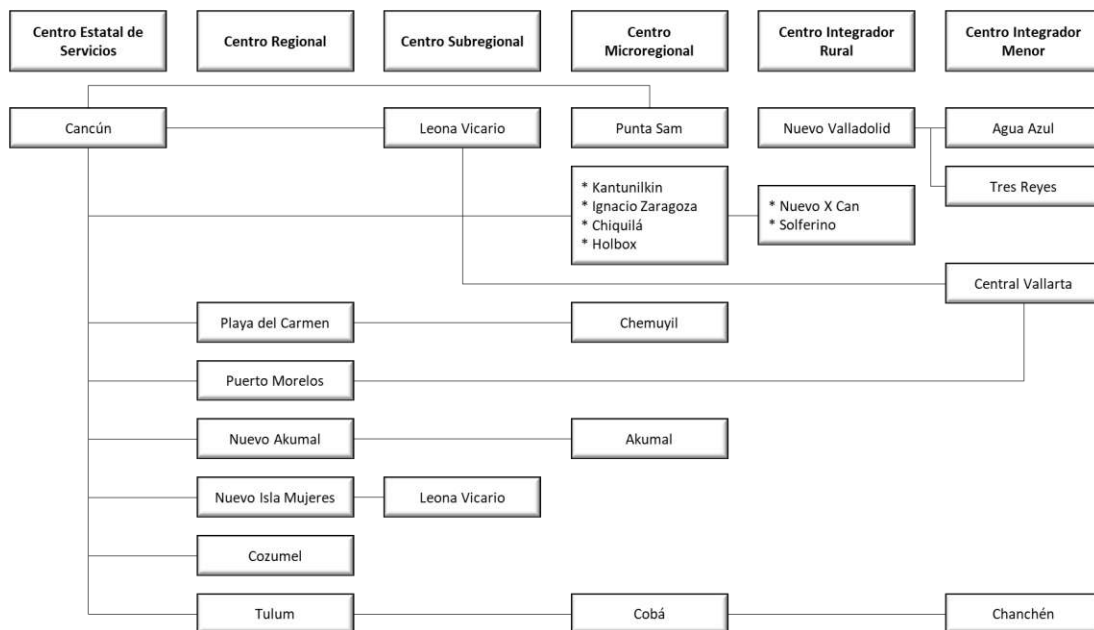 Centro Estatal de
Servicios
Centro Regional
Centro Subregional
Centro
Microregional
Centro Integrador
Rural
Centro Integrador
Menor
Cancún
Leona Vicario
Punta Sam
Nuevo Valladolid
Agua Azul
Tres Reyes
* Kantunilkin
* Ignacio Zaragoza
* Chiquilá
* Holbox
* Nuevo X Can
* Solferino
Central Vallarta
Playa del Carmen
Chemuyil
Puerto Morelos
Nuevo Akumal
Akumal
Nuevo Isla Mujeres
Leona Vicario
Cozumel
Tulum
Cobá
Chanchén